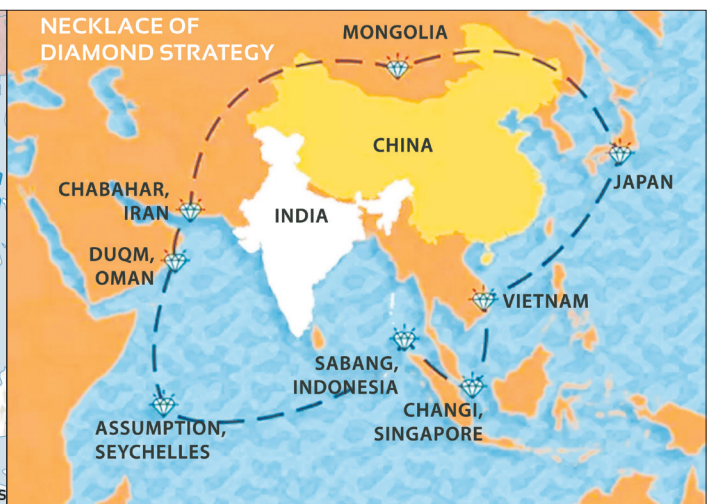 NECKLACE OF
DIAMOND STRATEGY
MONGOLIA
CHINA
JAPAN
CHABAHAR,
IRAN
INDIA
DUQM,
OMAN
VIETNAM
SABANG,
INDONESIA
CHANGI,
SINGAPORE
ASSUMPTION,
SEYCHELLES
S